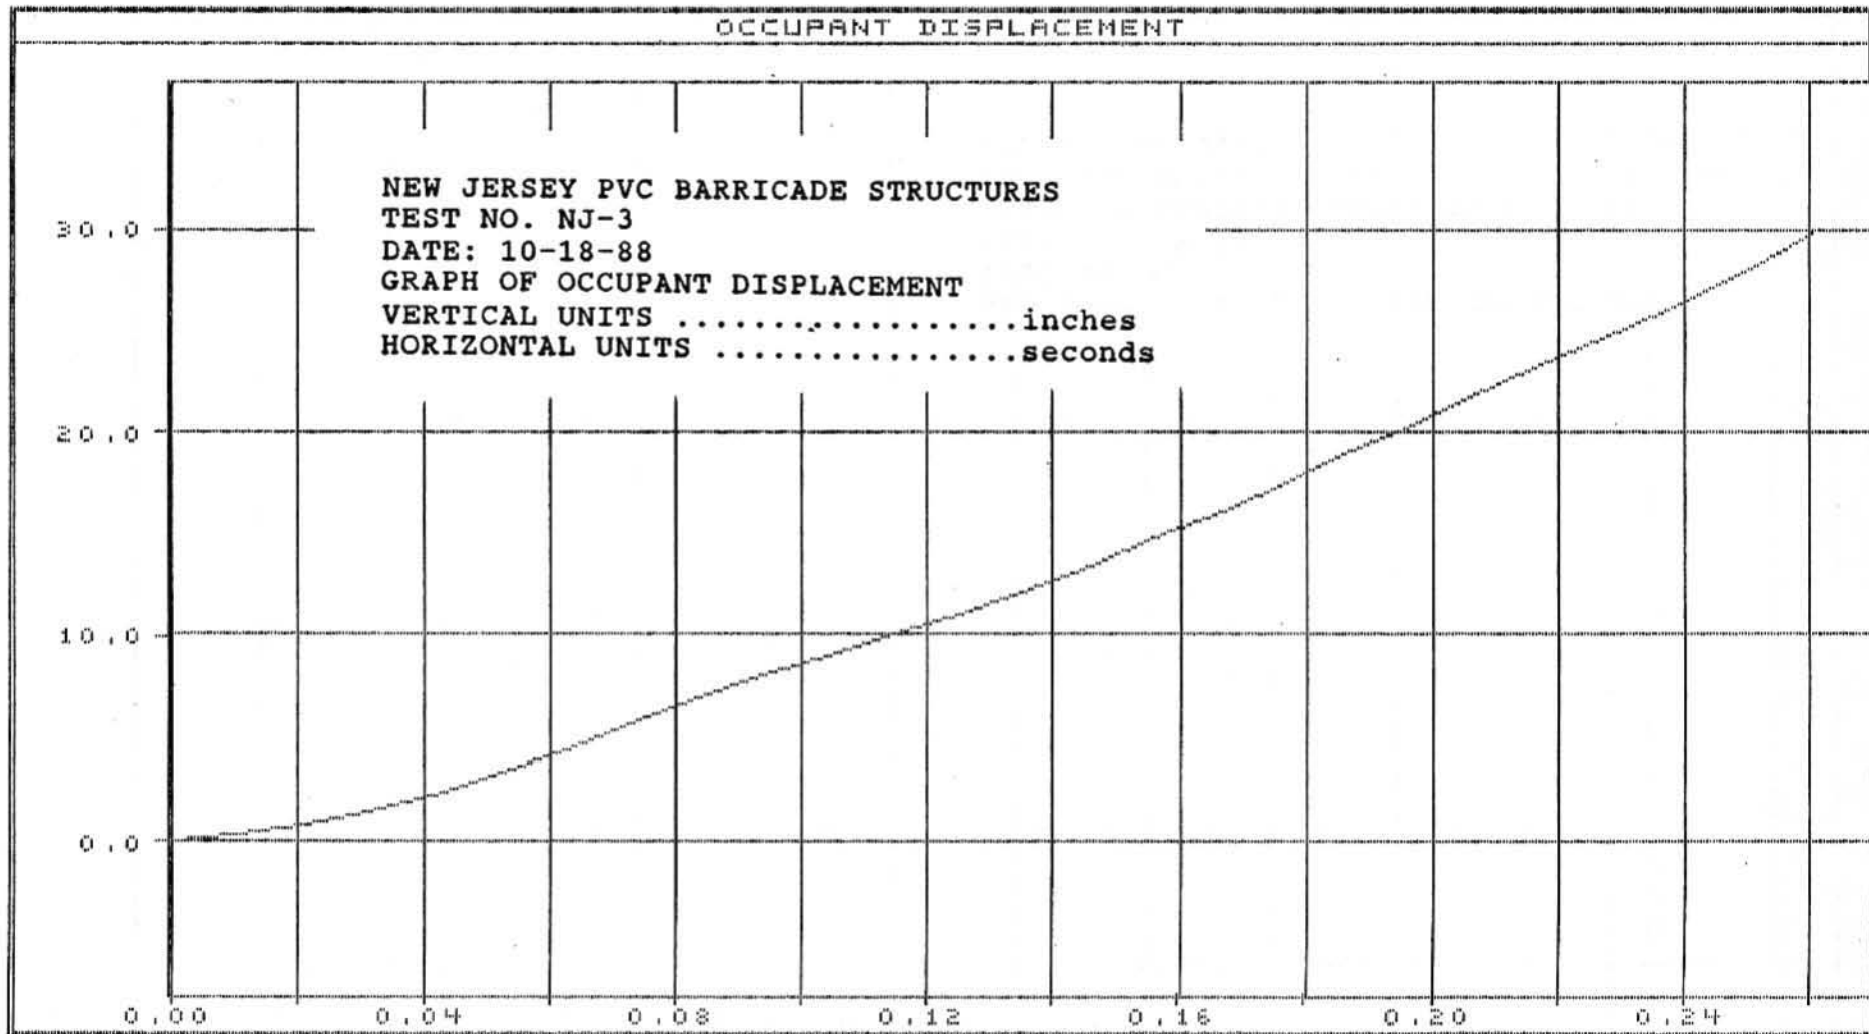 OCCUPANT DISPLACEMENT
NEW JERSEY PVC BARRICADE STRUCTURES
TEST NO. NJ-3
DATE: 10-18-88
GRAPH OF OCCUPANT DISPLACEMENT
VERTICAL UNITS ..................inches
HORIZONTAL UNITS ................seconds
30.0
20.0
10.0
0.0
0.00 0.04 0.08 0.12 0.16 0.20 0.24